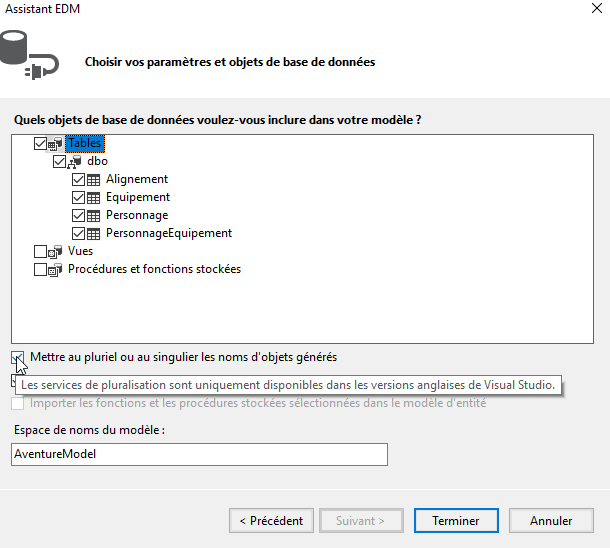 Assistant EDM
Choisir vos paramètres et objets de base de données
Quels objets de base de données voulez-vous inclure dans votre modèle ?
Tables
dbo
Alignement
Equipement
Personnage
PersonnageEquipement
Vues
Procédures et fonctions stockées
Mettre au pluriel ou au singulier les noms d'objets générés
Les services de pluralisation sont uniquement disponibles dans les versions anglaises de Visual Studio.
Importer les fonctions et les procédures stockées sélectionnées dans le modèle d'entité
Espace de noms du modèle :
AventureModel
< Précédent
Suivant >
Terminer
Annuler